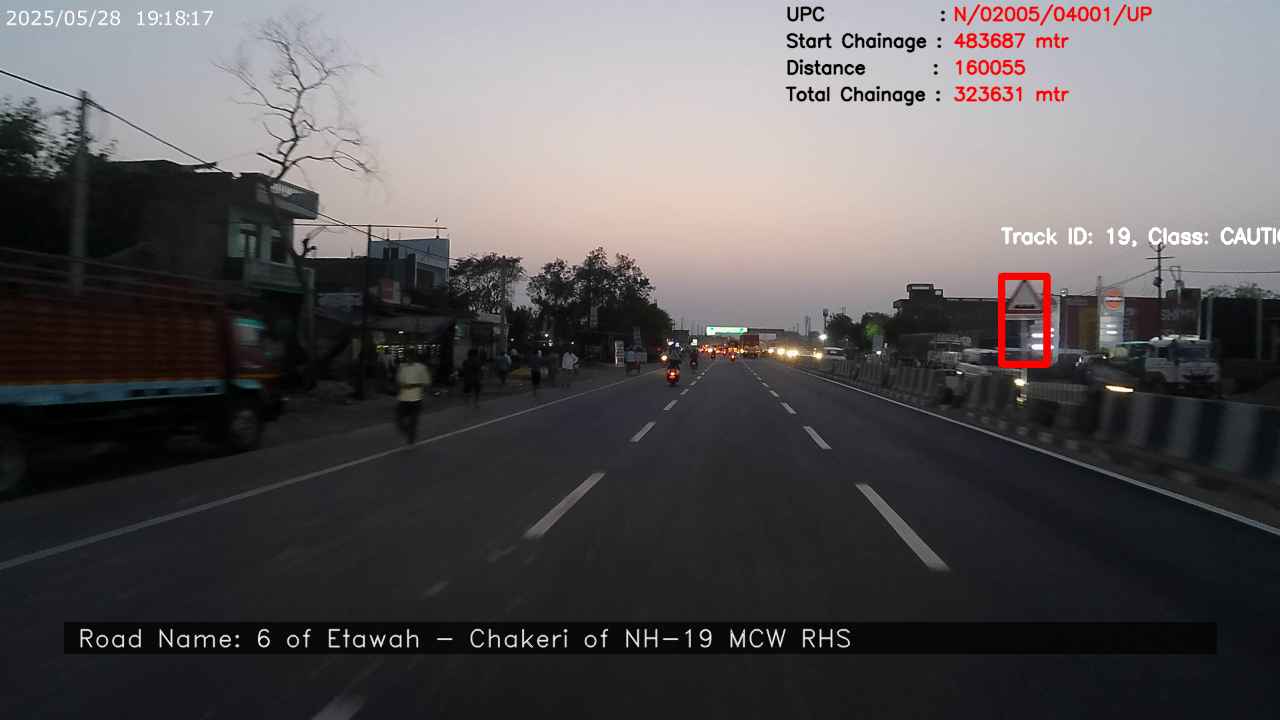 2025/05/28 19:18:17
UPC : N/02005/04001/UP
Start Chainage : 483687 mtr
Distance : 160055
Total Chainage : 323631 mtr
Track ID: 19, Class: CAUTIO
Road Name: 6 of Etawah - Chakeri of NH-19 MCW RHS